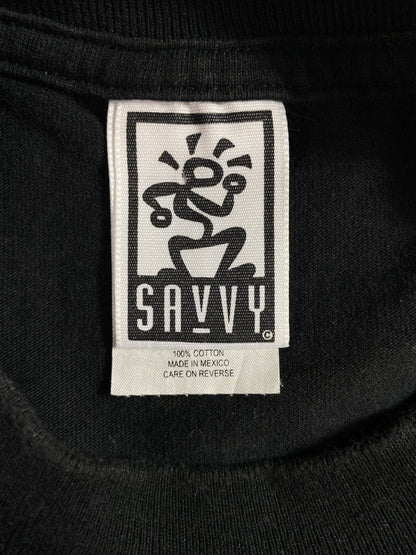 SAVVY
©
100% COTTON
MADE IN MEXICO
CARE ON REVERSE